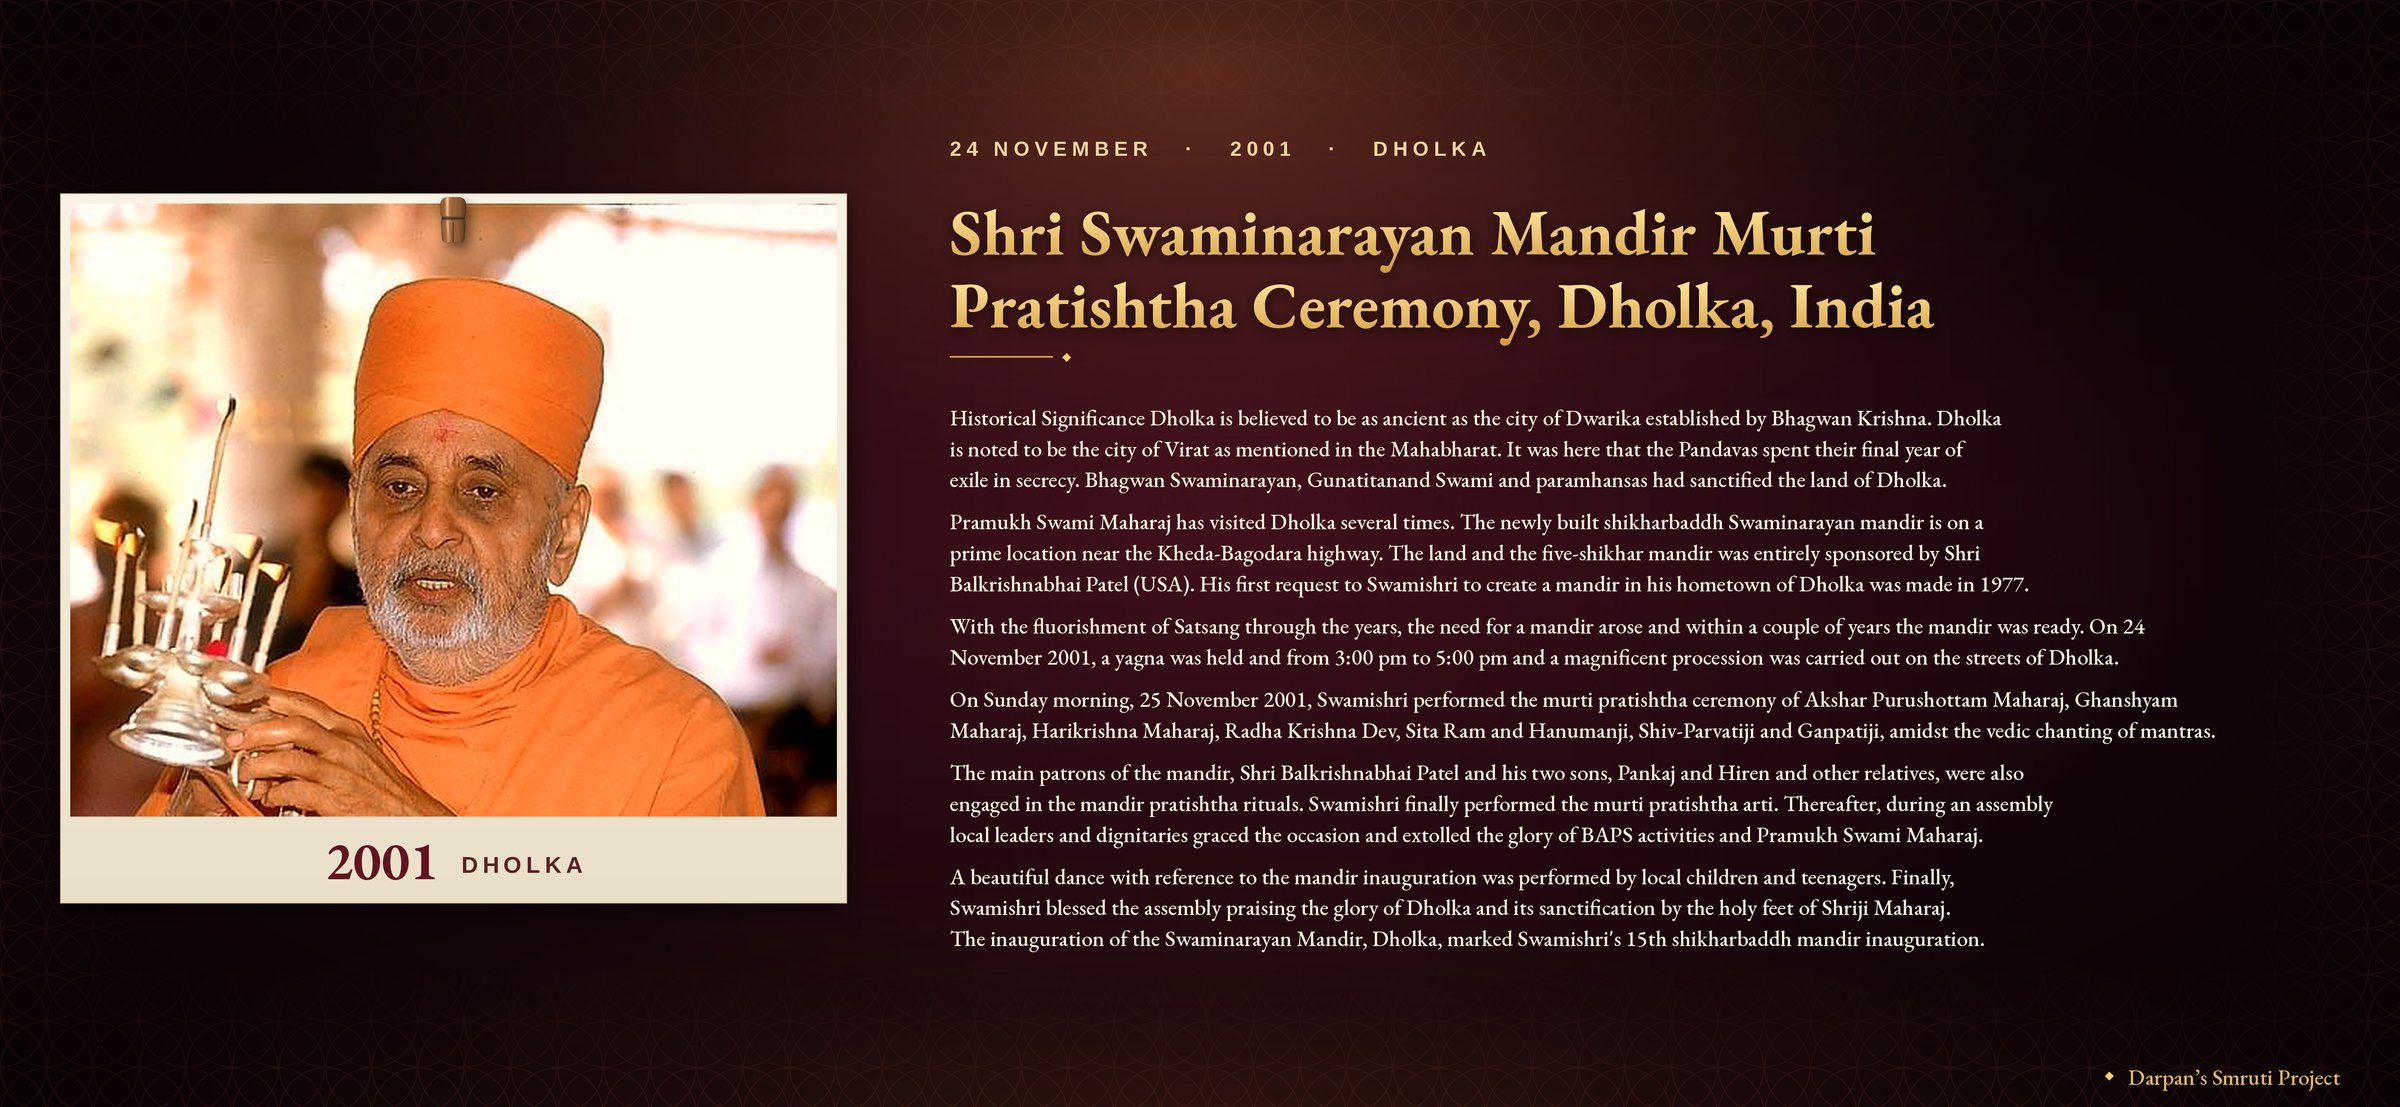 24 NOVEMBER · 2001 · DHOLKA
Shri Swaminarayan Mandir Murti
Pratishtha Ceremony, Dholka, India
Historical Significance Dholka is believed to be as ancient as the city of Dwarika established by Bhagwan Krishna. Dholka
is noted to be the city of Virat as mentioned in the Mahabharat. It was here that the Pandavas spent their final year of
exile in secrecy. Bhagwan Swaminarayan, Gunatitanand Swami and paramhansas had sanctified the land of Dholka.
Pramukh Swami Maharaj has visited Dholka several times. The newly built shikharbaddh Swaminarayan mandir is on a
prime location near the Kheda-Bagodara highway. The land and the five-shikhar mandir was entirely sponsored by Shri
Balkrishnabhai Patel (USA). His first request to Swamishri to create a mandir in his hometown of Dholka was made in 1977.
With the fluorishment of Satsang through the years, the need for a mandir arose and within a couple of years the mandir was ready. On 24
November 2001, a yagna was held and from 3:00 pm to 5:00 pm and a magnificent procession was carried out on the streets of Dholka.
On Sunday morning, 25 November 2001, Swamishri performed the murti pratishtha ceremony of Akshar Purushottam Maharaj, Ghanshyam
Maharaj, Harikrishna Maharaj, Radha Krishna Dev, Sita Ram and Hanumanji, Shiv-Parvatiji and Ganpatiji, amidst the vedic chanting of mantras.
The main patrons of the mandir, Shri Balkrishnabhai Patel and his two sons, Pankaj and Hiren and other relatives, were also
engaged in the mandir pratishtha rituals. Swamishri finally performed the murti pratishtha arti. Thereafter, during an assembly
local leaders and dignitaries graced the occasion and extolled the glory of BAPS activities and Pramukh Swami Maharaj.
A beautiful dance with reference to the mandir inauguration was performed by local children and teenagers. Finally,
Swamishri blessed the assembly praising the glory of Dholka and its sanctification by the holy feet of Shriji Maharaj.
The inauguration of the Swaminarayan Mandir, Dholka, marked Swamishri's 15th shikharbaddh mandir inauguration.
2001 DHOLKA
Darpan’s Smruti Project